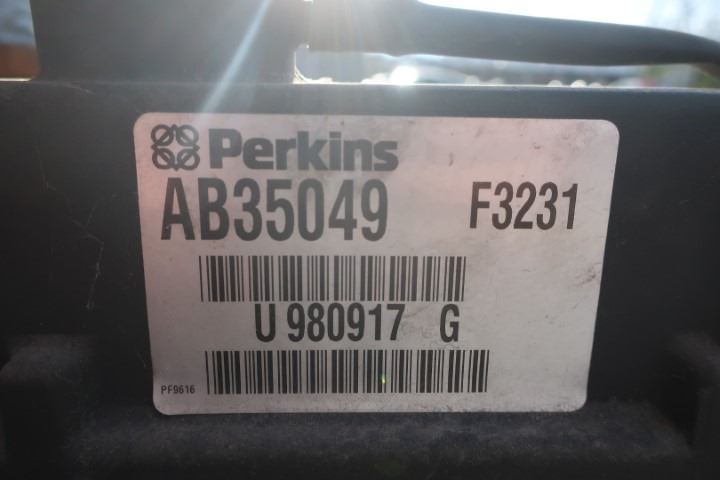 Perkins
AB35049 F3231
U 980917 G
PF9616